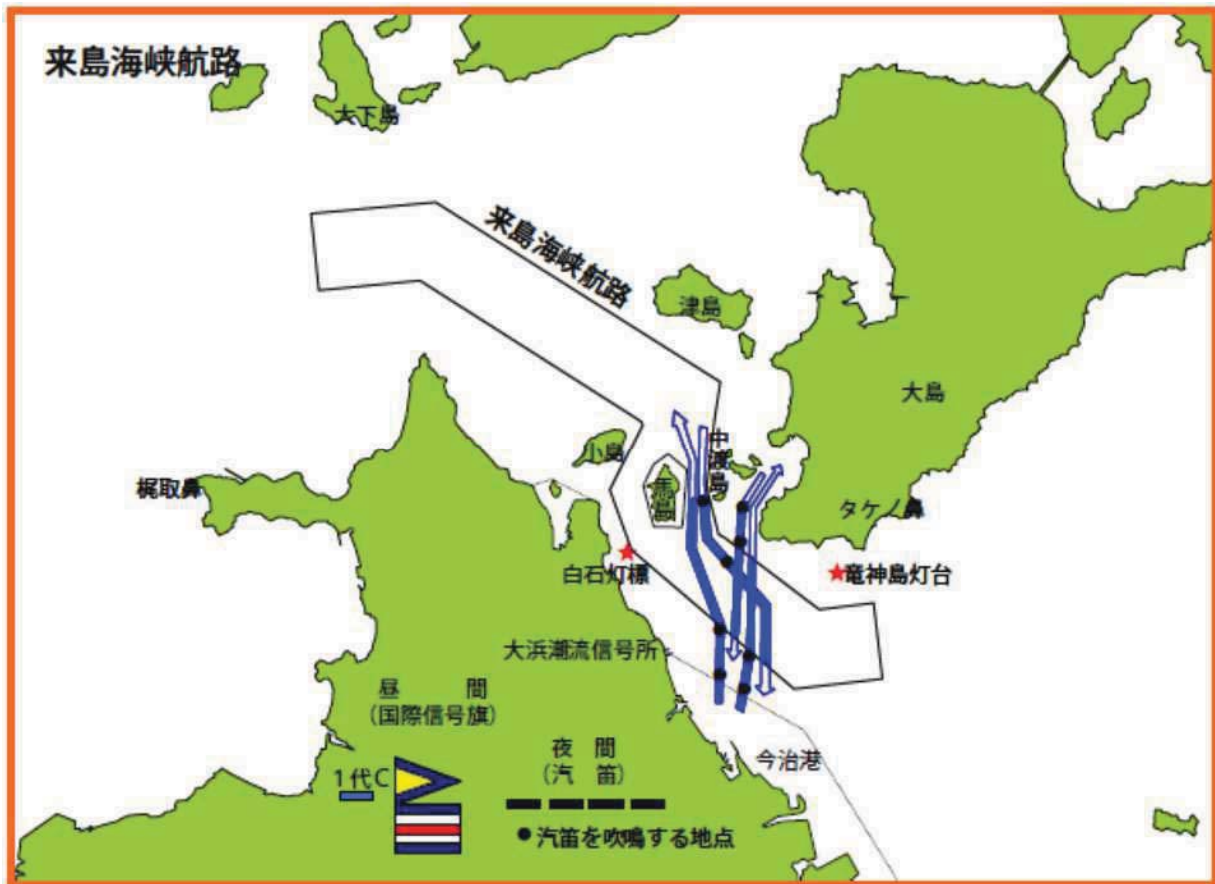 来島海峡航路
大下島
来島海峡航路
津島
大島
小島
馬島
中渡島
梶取鼻
タケノ鼻
白石灯標
竜神島灯台
大浜潮流信号所
昼 間
(国際信号旗)
夜 間
(汽 笛)
今治港
1代C
汽笛を吹鳴する地点